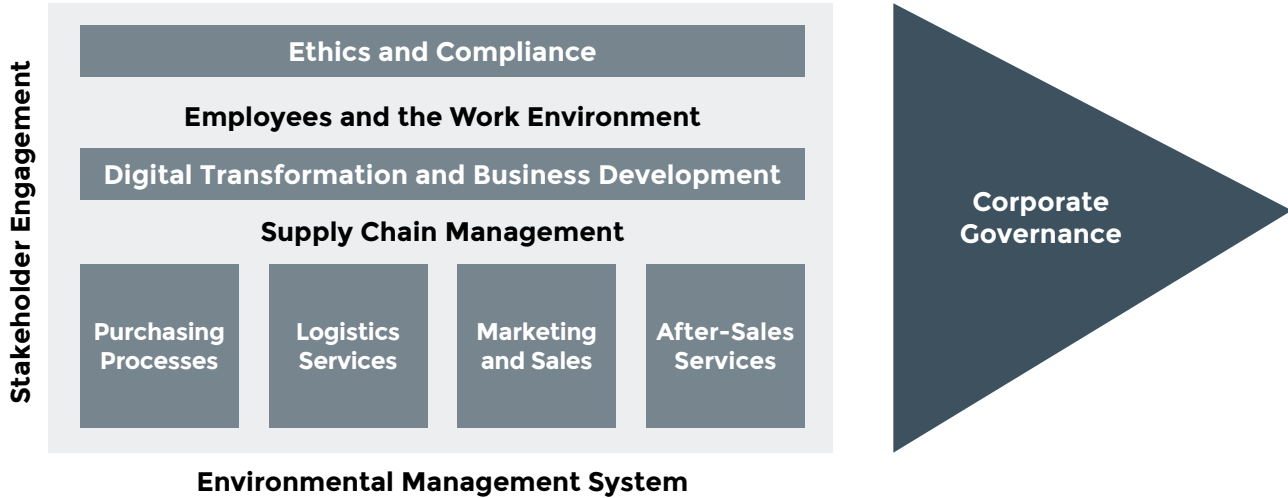 Stakeholder Engagement
Ethics and Compliance
Employees and the Work Environment
Digital Transformation and Business Development
Supply Chain Management
Purchasing
Processes
Logistics
Services
Marketing
and Sales
After-Sales
Services
Environmental Management System
Corporate
Governance